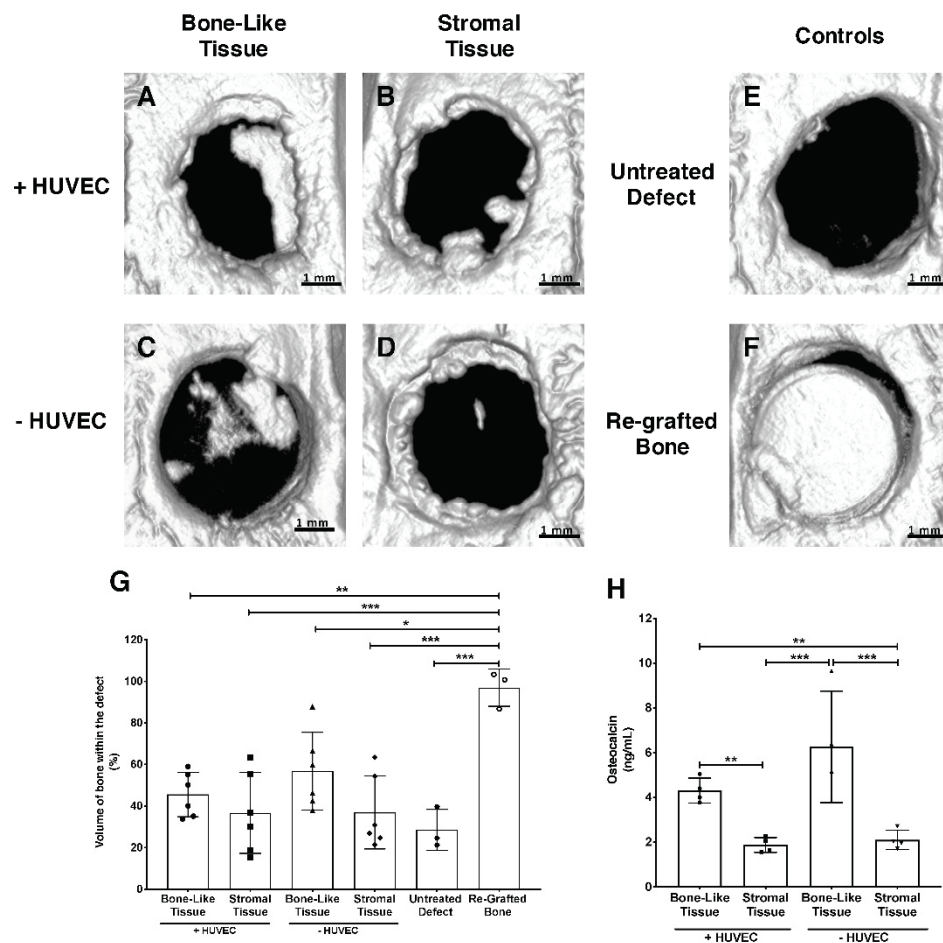 Bone-Like
Tissue
Stromal
Tissue
Controls
+ HUVEC
A
1 mm
B
1 mm
Untreated
Defect
E
1 mm
- HUVEC
C
1 mm
D
1 mm
Re-grafted
Bone
F
1 mm
G
**
***
*
***
***
Volume of bone within the defect
(%)
120
100
80
60
40
20
0
Bone-Like
Tissue
Stromal
Tissue
Bone-Like
Tissue
Stromal
Tissue
Untreated
Defect
Re-Grafted
Bone
+ HUVEC
- HUVEC
H
**
***
***
**
Osteocalcin
(ng/mL)
12
10
8
6
4
2
0
Bone-Like
Tissue
Stromal
Tissue
Bone-Like
Tissue
Stromal
Tissue
+ HUVEC
- HUVEC